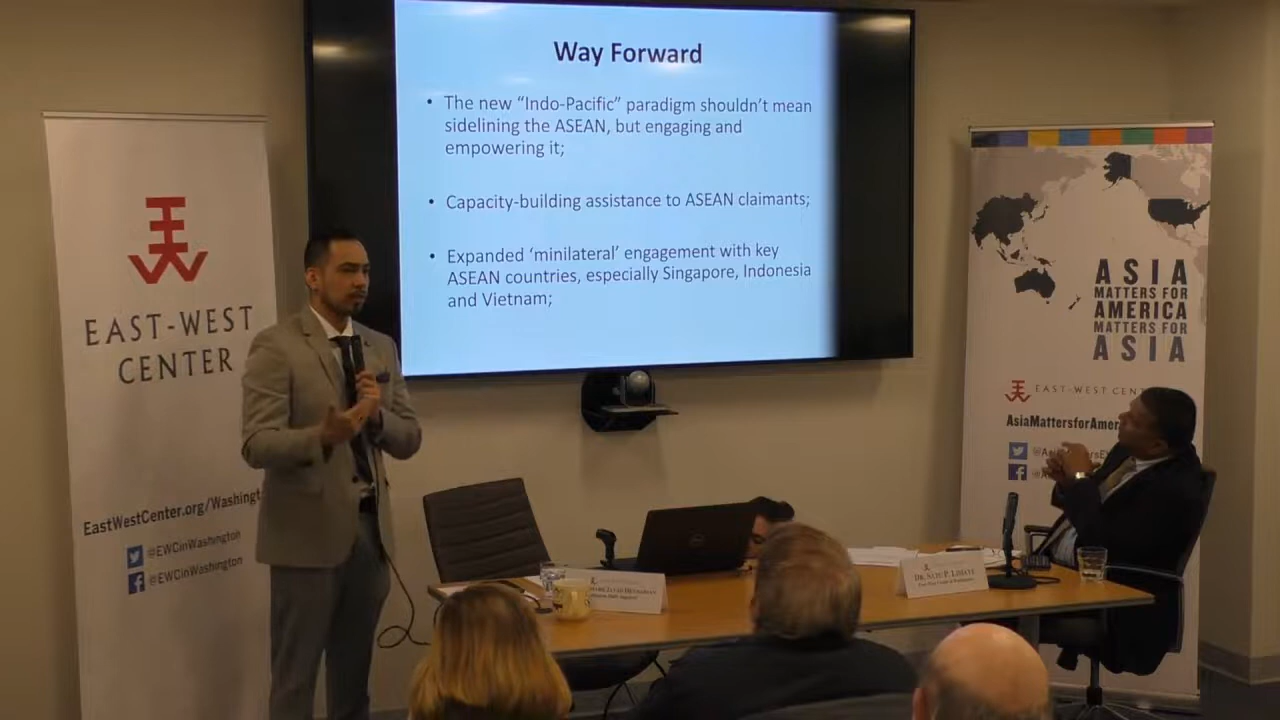 Way Forward
• The new “Indo-Pacific” paradigm shouldn’t mean
sidelining the ASEAN, but engaging and
empowering it;
• Capacity-building assistance to ASEAN claimants;
• Expanded ‘minilateral’ engagement with key
ASEAN countries, especially Singapore, Indonesia
and Vietnam;
EAST-WEST
CENTER
EastWestCenter.org/Washingt
@EWCinWashington
@EWCinWashington
ASIA
MATTERS FOR
AMERICA
MATTERS FOR
ASIA
EAST-WEST CEN
AsiaMattersforAmer
DELL
DR. SATU P. LIMAYE